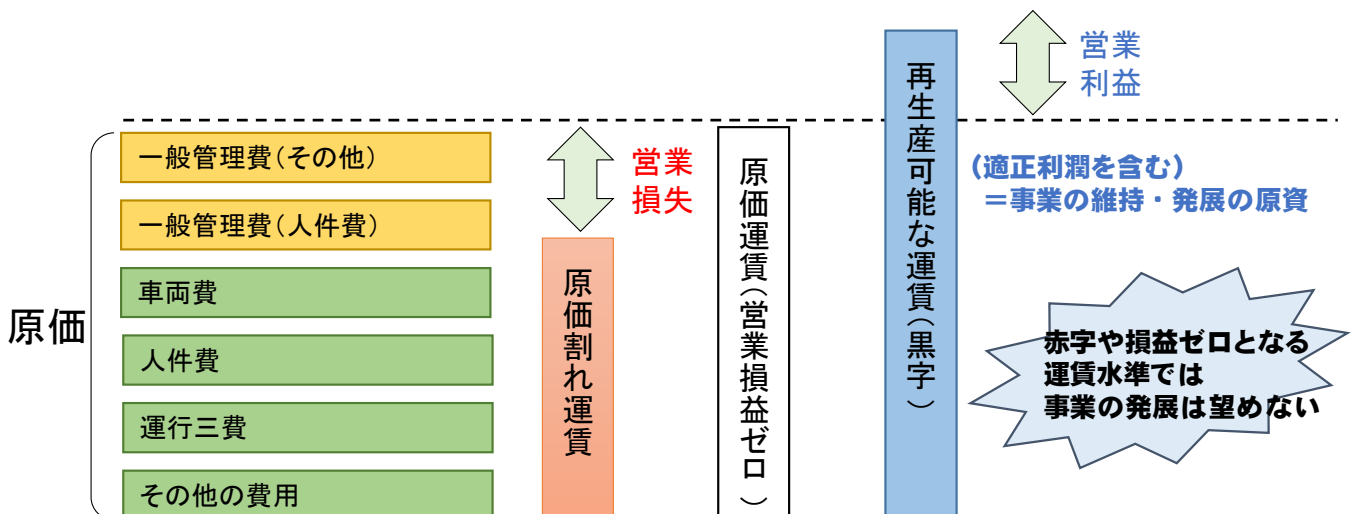 原価
一般管理費(その他)
一般管理費(人件費)
車両費
人件費
運行三費
その他の費用
営業
損失
原価割れ運賃
原価運賃(営業損益ゼロ)
再生産可能な運賃(黒字)
営業
利益
(適正利潤を含む)
=事業の維持・発展の原資
赤字や損益ゼロとなる
運賃水準では
事業の発展は望めない